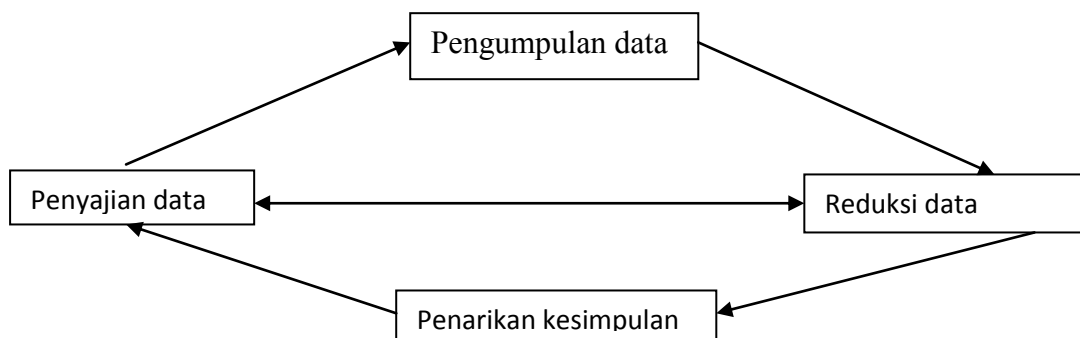 Pengumpulan data
Penyajian data
Reduksi data
Penarikan kesimpulan